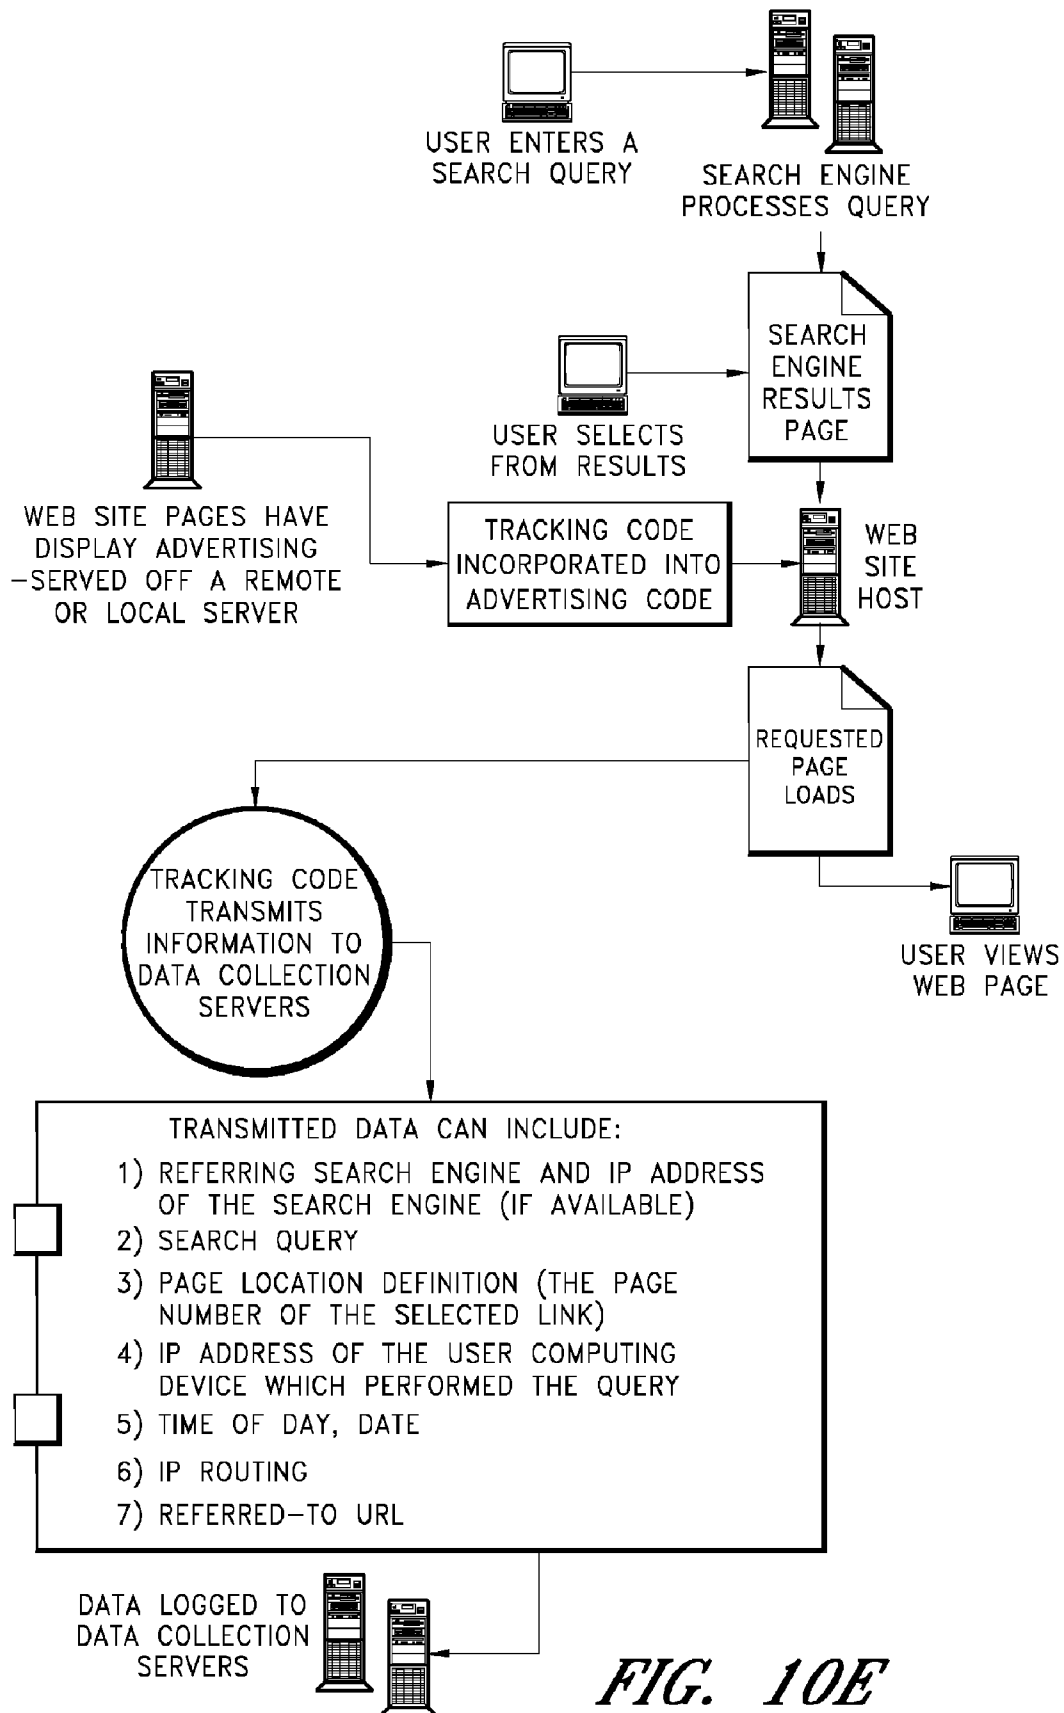 USER ENTERS A
SEARCH QUERY
SEARCH ENGINE
PROCESSES QUERY
SEARCH
ENGINE
RESULTS
PAGE
USER SELECTS
FROM RESULTS
WEB SITE PAGES HAVE
DISPLAY ADVERTISING
-SERVED OFF A REMOTE
OR LOCAL SERVER
TRACKING CODE
INCORPORATED INTO
ADVERTISING CODE
WEB
SITE
HOST
REQUESTED
PAGE
LOADS
TRACKING CODE
TRANSMITS
INFORMATION TO
DATA COLLECTION
SERVERS
USER VIEWS
WEB PAGE
TRANSMITTED DATA CAN INCLUDE:
1) REFERRING SEARCH ENGINE AND IP ADDRESS
OF THE SEARCH ENGINE (IF AVAILABLE)
2) SEARCH QUERY
3) PAGE LOCATION DEFINITION (THE PAGE
NUMBER OF THE SELECTED LINK)
4) IP ADDRESS OF THE USER COMPUTING
DEVICE WHICH PERFORMED THE QUERY
5) TIME OF DAY, DATE
6) IP ROUTING
7) REFERRED-TO URL
DATA LOGGED TO
DATA COLLECTION
SERVERS
FIG. 10E